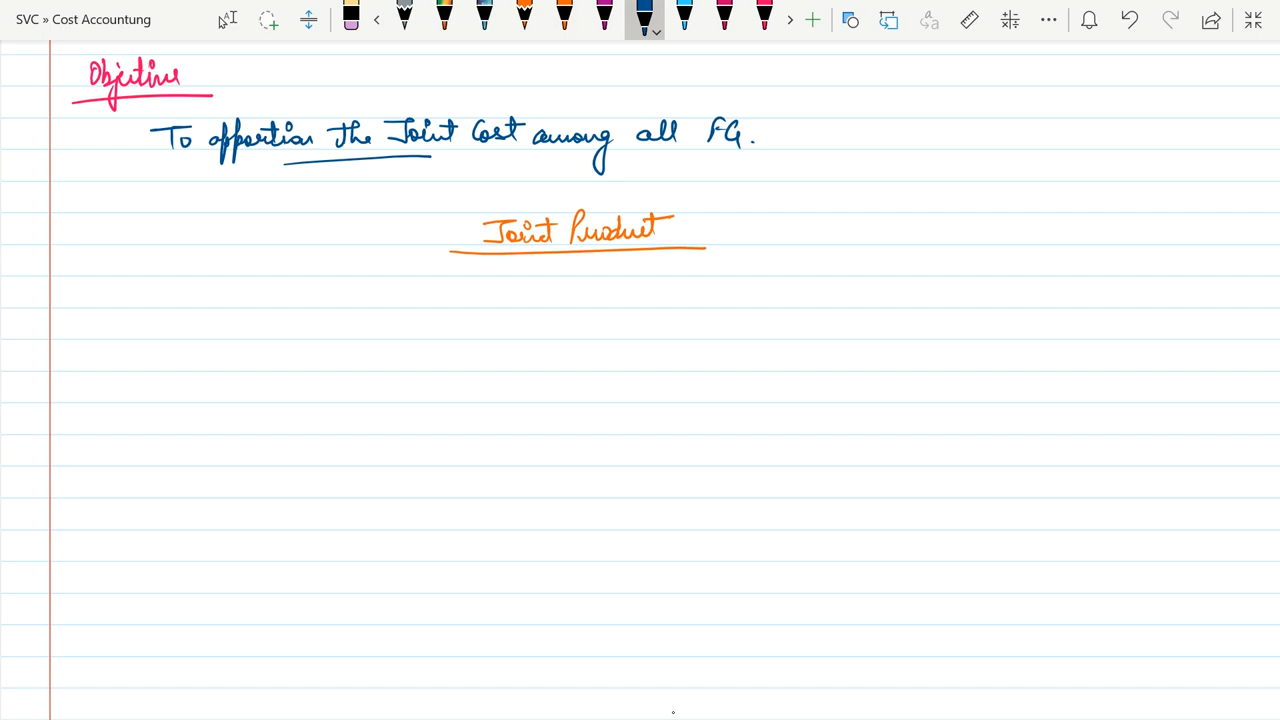 SVC » Cost Accountung
Objective
To apportion the Joint Cost among all FG.
Joint Product